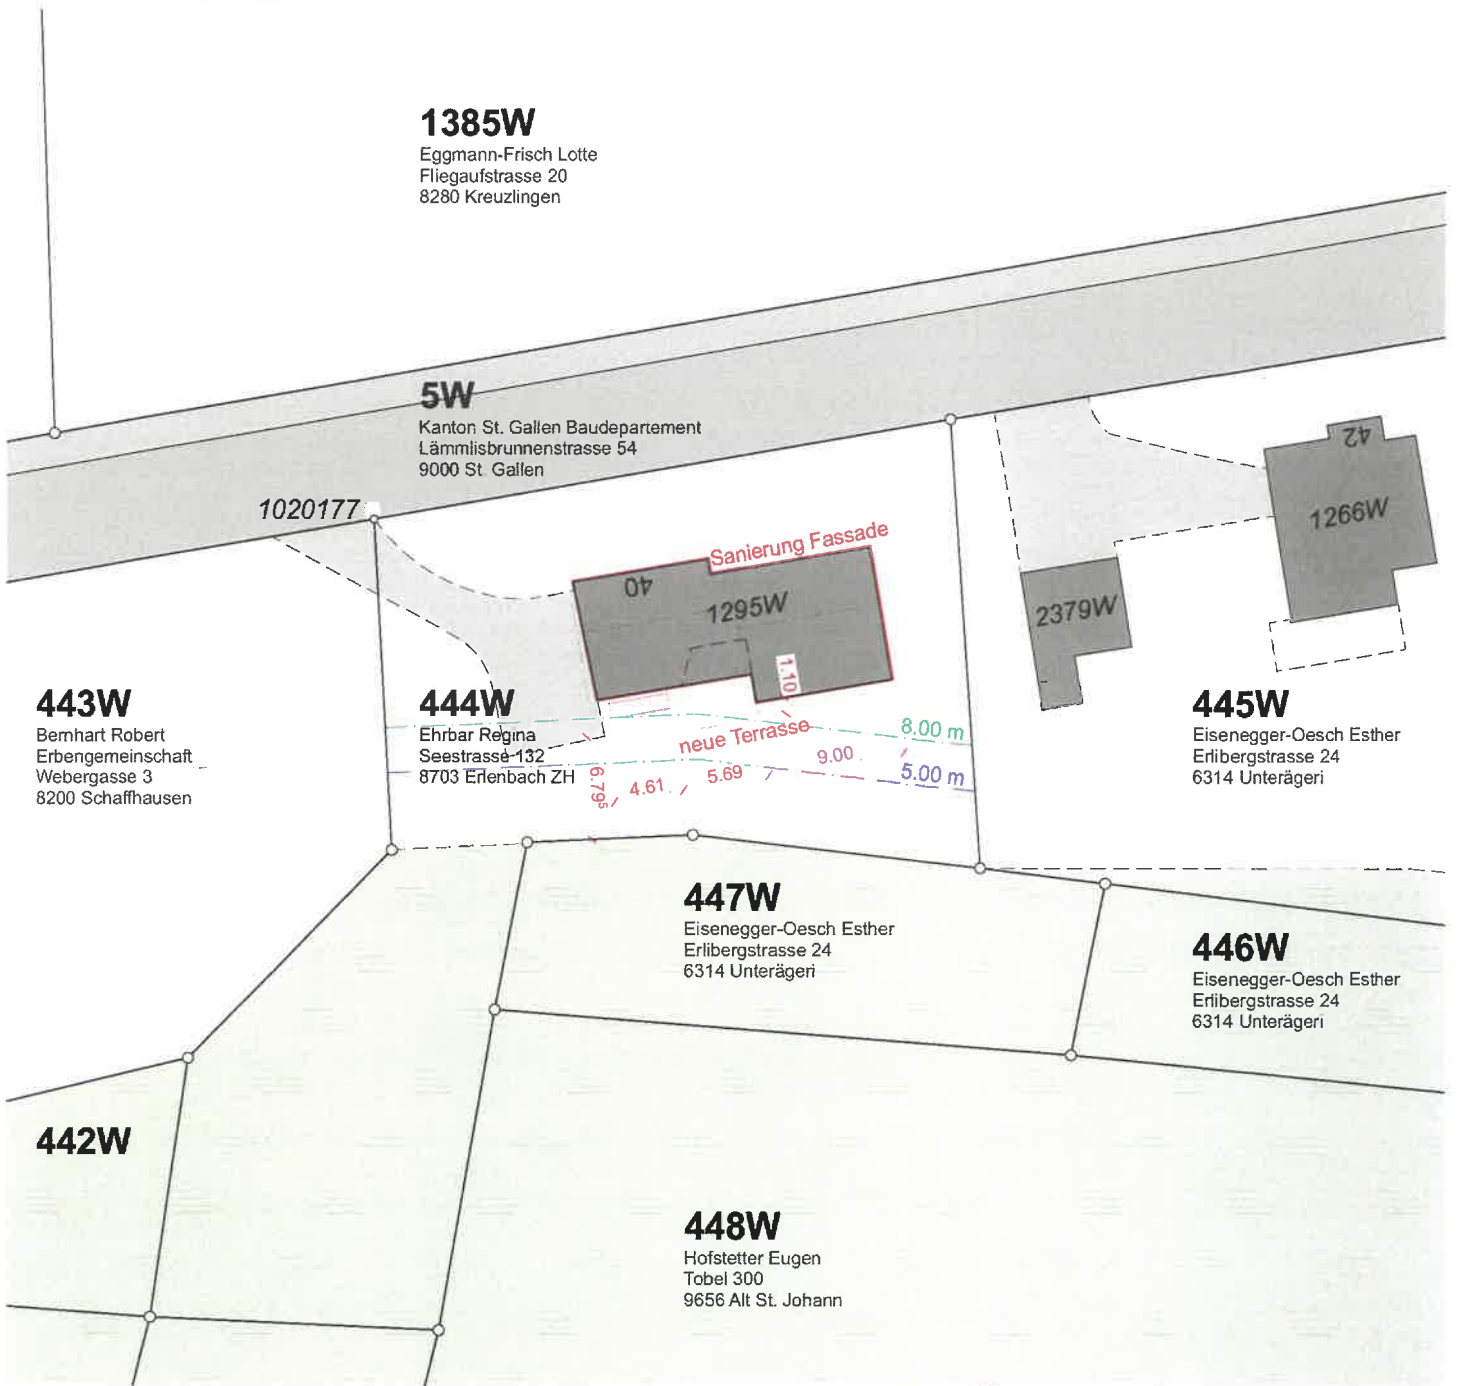 1385W
Eggmann-Frisch Lotte
Fliegaufstrasse 20
8280 Kreuzlingen
5W
Kanton St. Gallen Baudepartement
Lämmlisbrunnenstrasse 54
9000 St. Gallen
1020177
Sanierung Fassade
40
1295W
1.10
42
1266W
2379W
443W
Bernhart Robert
Erbengemeinschaft
Webergasse 3
8200 Schaffhausen
444W
Ehrbar Regina
Seestrasse 132
8703 Erlenbach ZH
neue Terrasse
8.00 m
5.00 m
6.79⁵
4.61
5.69
9.00
445W
Eisenegger-Oesch Esther
Erlibergstrasse 24
6314 Unterägeri
447W
Eisenegger-Oesch Esther
Erlibergstrasse 24
6314 Unterägeri
446W
Eisenegger-Oesch Esther
Erlibergstrasse 24
6314 Unterägeri
442W
448W
Hofstetter Eugen
Tobel 300
9656 Alt St. Johann